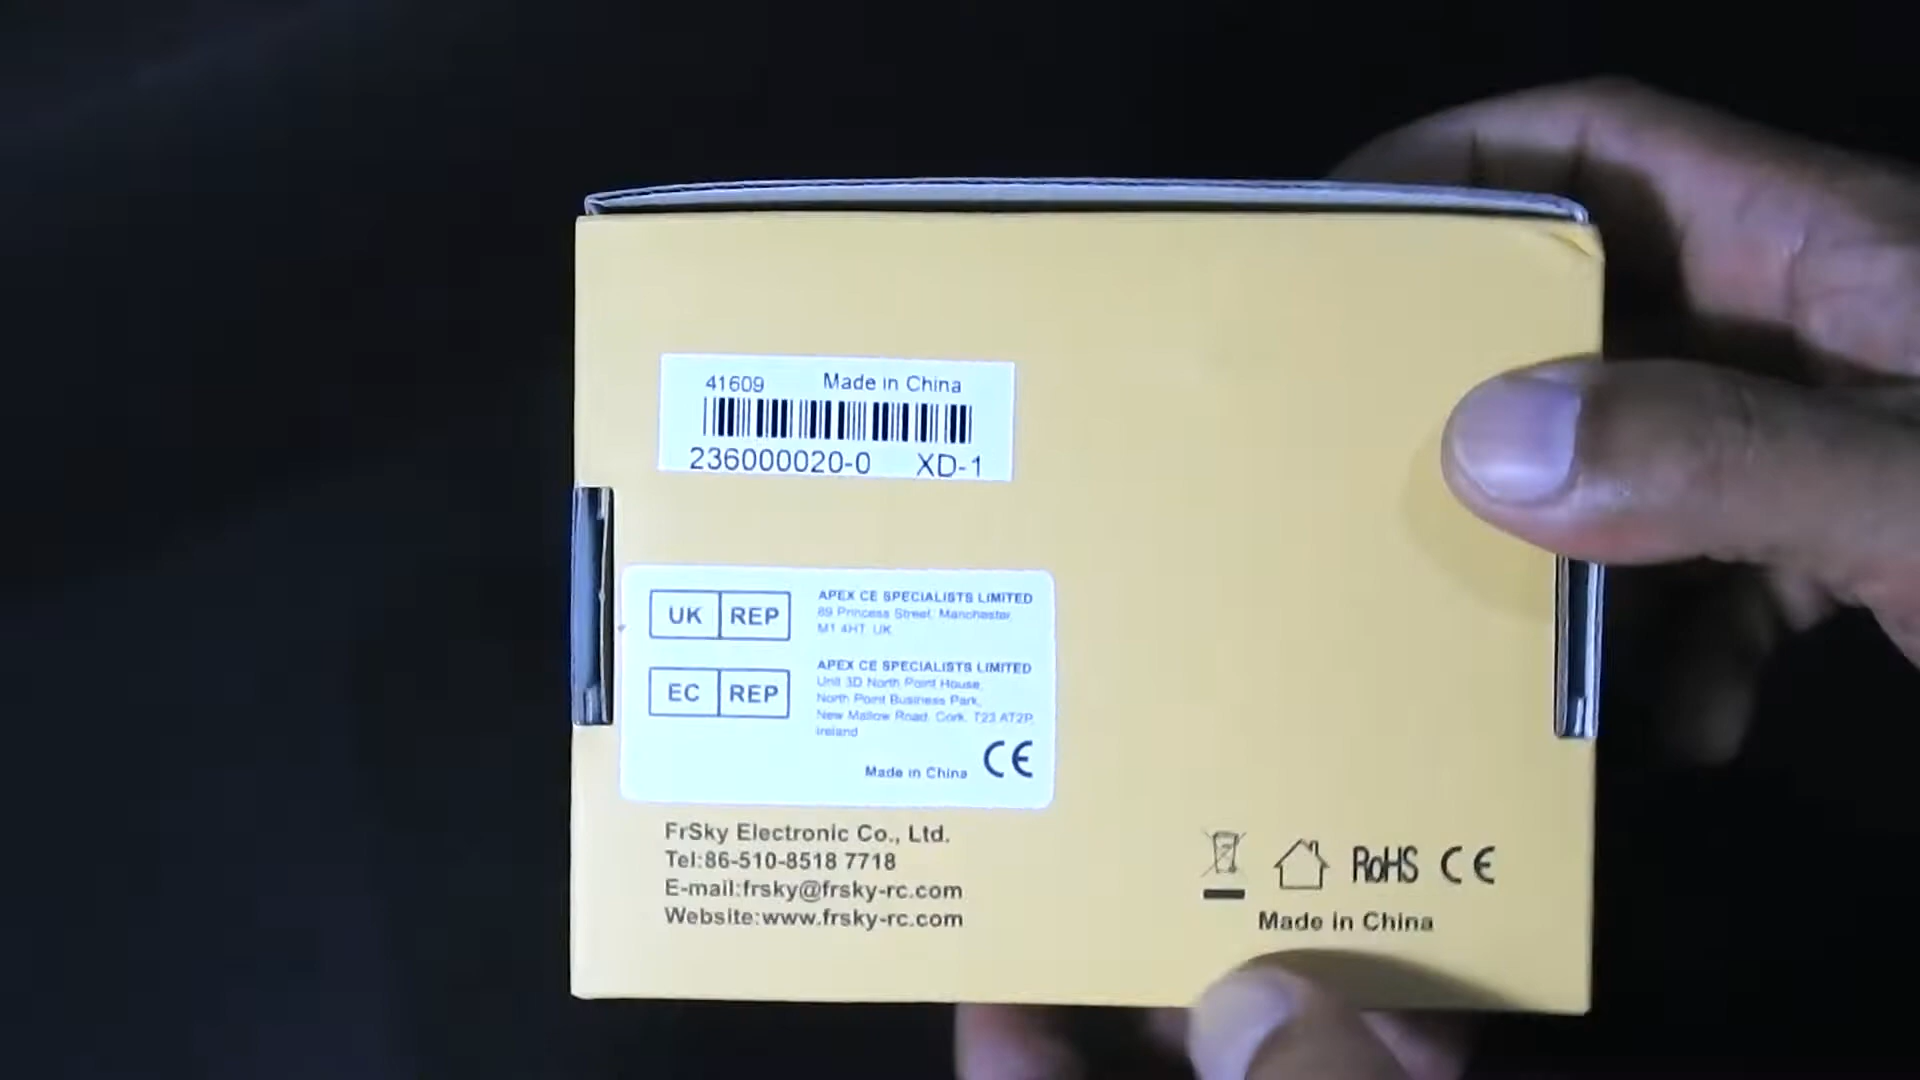 41609 Made in China
236000020-0 XD-1
UK REP
APEX CE SPECIALISTS LIMITED
89 Princess Street, Manchester,
M1 4HT, UK
EC REP
APEX CE SPECIALISTS LIMITED
Unit 3D North Point House,
North Point Business Park,
New Mallow Road, Cork, T23 AT2P,
Ireland
Made in China CE
FrSky Electronic Co., Ltd.
Tel:86-510-8518 7718
E-mail:frsky@frsky-rc.com
Website:www.frsky-rc.com
RoHS CE
Made in China